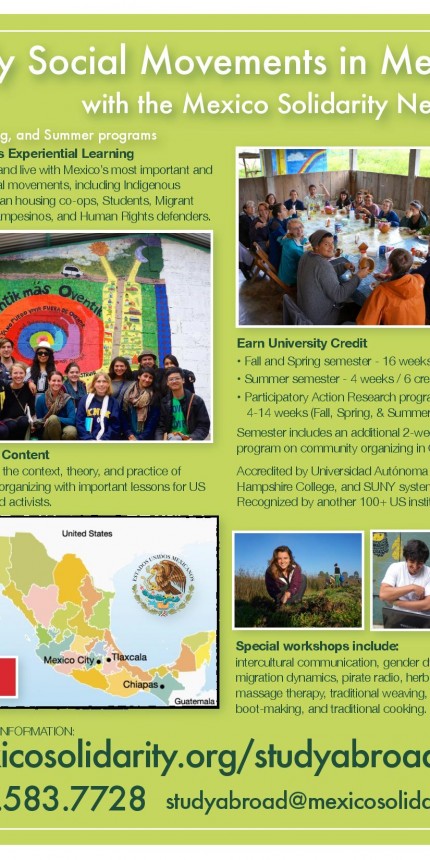 y Social Movements in Me
with the Mexico Solidarity Ne
g, and Summer programs
s Experiential Learning
and live with Mexico's most important and
al movements, including Indigenous
an housing co-ops, Students, Migrant
mpesinos, and Human Rights defenders.
ntik más Oventik
Earn University Credit
• Fall and Spring semester - 16 weeks
• Summer semester - 4 weeks / 6 cre
• Participatory Action Research progra
4-14 weeks (Fall, Spring, & Summer
Semester includes an additional 2-wee
program on community organizing in C
Accredited by Universidad Autónoma
Hampshire College, and SUNY system
Recognized by another 100+ US instit
Content
the context, theory, and practice of
organizing with important lessons for US
d activists.
United States
ESTADOS UNIDOS MEXICANOS
Mexico City
Tlaxcala
Chiapas
Guatemala
Special workshops include:
intercultural communication, gender d
migration dynamics, pirate radio, herb
massage therapy, traditional weaving,
boot-making, and traditional cooking.
INFORMATION:
icosolidarity.org/studyabroad
.583.7728 studyabroad@mexicosolida